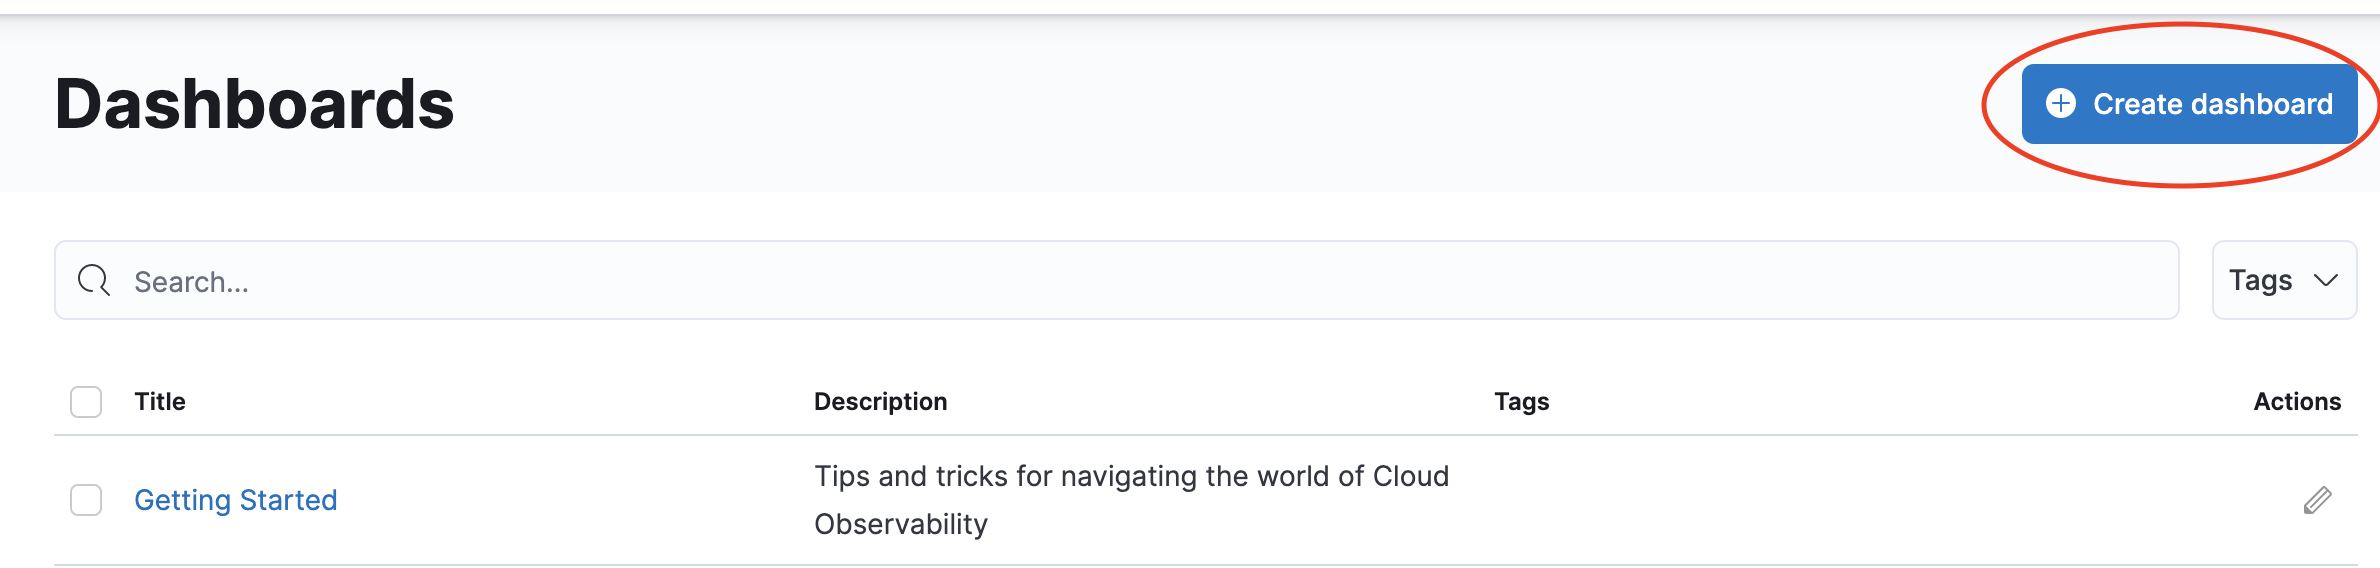 Dashboards
Create dashboard
Search...
Tags
Title Description Tags Actions
Getting Started
Tips and tricks for navigating the world of Cloud
Observability